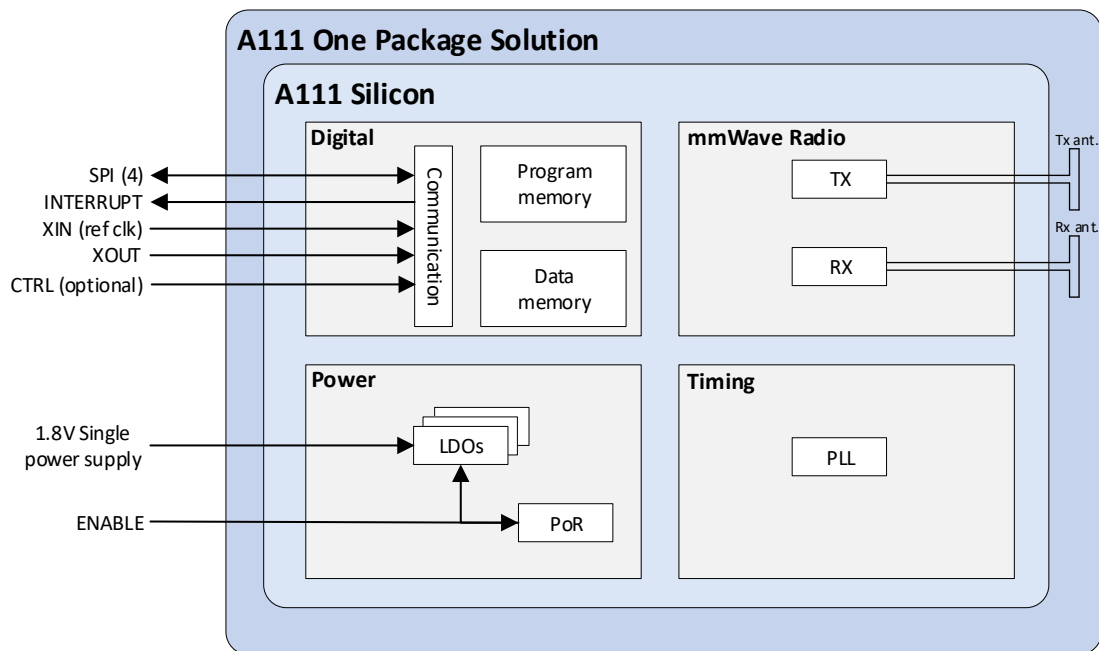 A111 One Package Solution
A111 Silicon
Digital
Communication
Program
memory
Data
memory
mmWave Radio
TX
RX
Tx ant.
Rx ant.
SPI (4)
INTERRUPT
XIN (ref clk)
XOUT
CTRL (optional)
Power
LDOs
PoR
1.8V Single
power supply
ENABLE
Timing
PLL